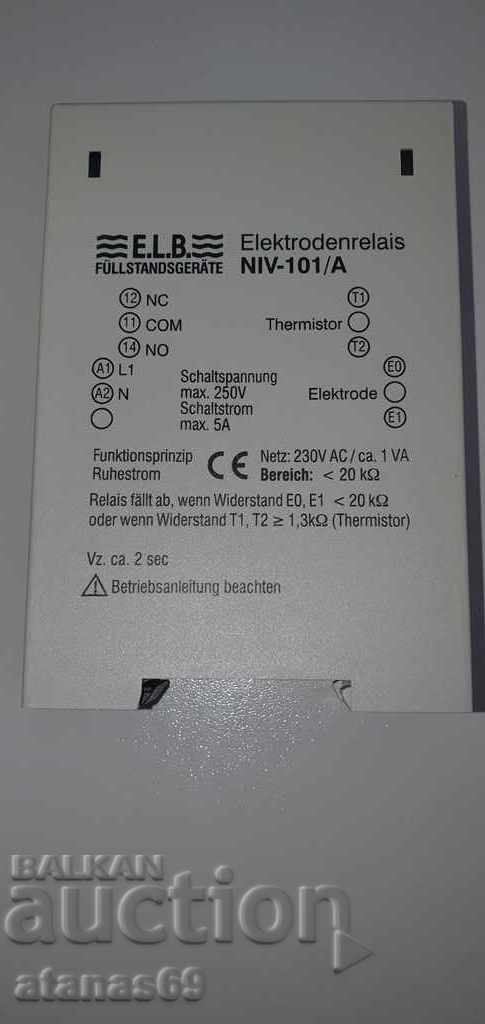 E.L.B. Elektrodenrelais
FÜLLSTANDSGERÄTE NIV-101/A
12 NC T1
11 COM Thermistor
14 NO T2
A1 L1 Schaltspannung E0
A2 N max. 250V Elektrode
Schaltstrom E1
max. 5A
Funktionsprinzip CE Netz: 230V AC / ca. 1 VA
Ruhestrom Bereich: < 20 kΩ
Relais fällt ab, wenn Widerstand E0, E1 < 20 kΩ
oder wenn Widerstand T1, T2 ≥ 1,3kΩ (Thermistor)
Vz. ca. 2 sec
Betriebsanleitung beachten
BALKAN
auction
atanas69